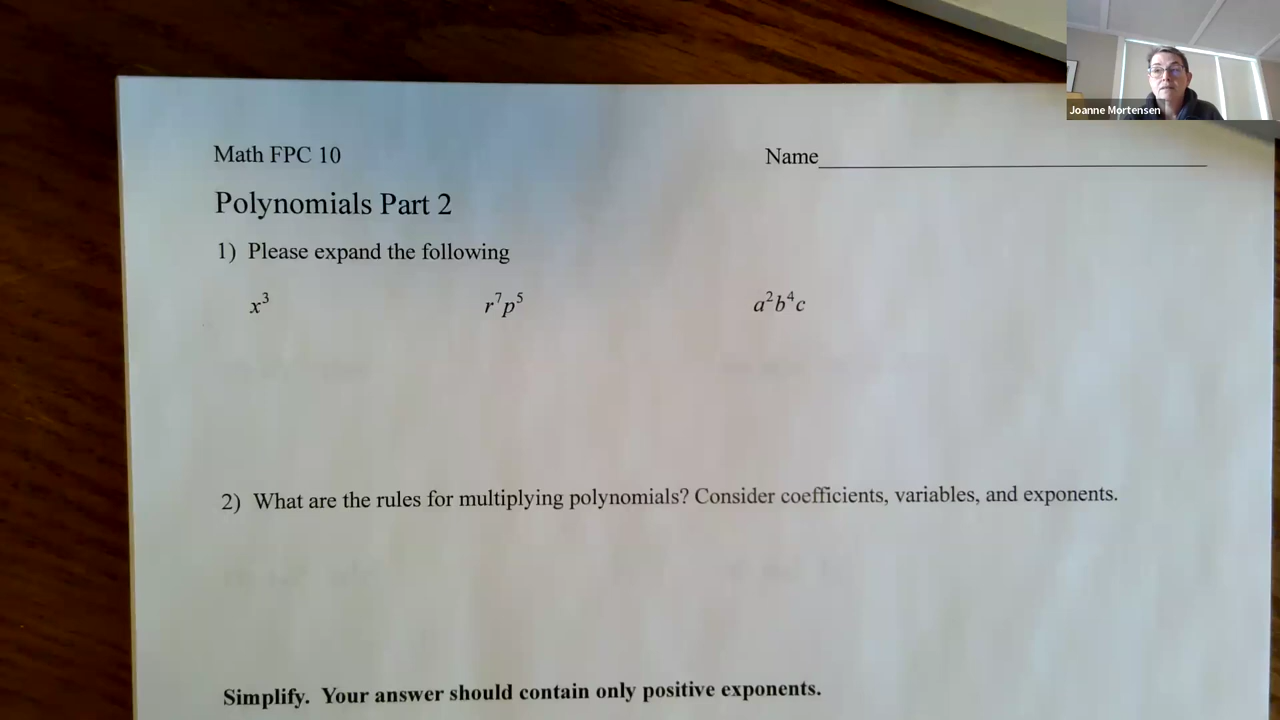 Joanne Mortensen
Math FPC 10 Name
Polynomials Part 2
1) Please expand the following
x³ r⁷p⁵ a²b⁴c
2) What are the rules for multiplying polynomials? Consider coefficients, variables, and exponents.
Simplify. Your answer should contain only positive exponents.